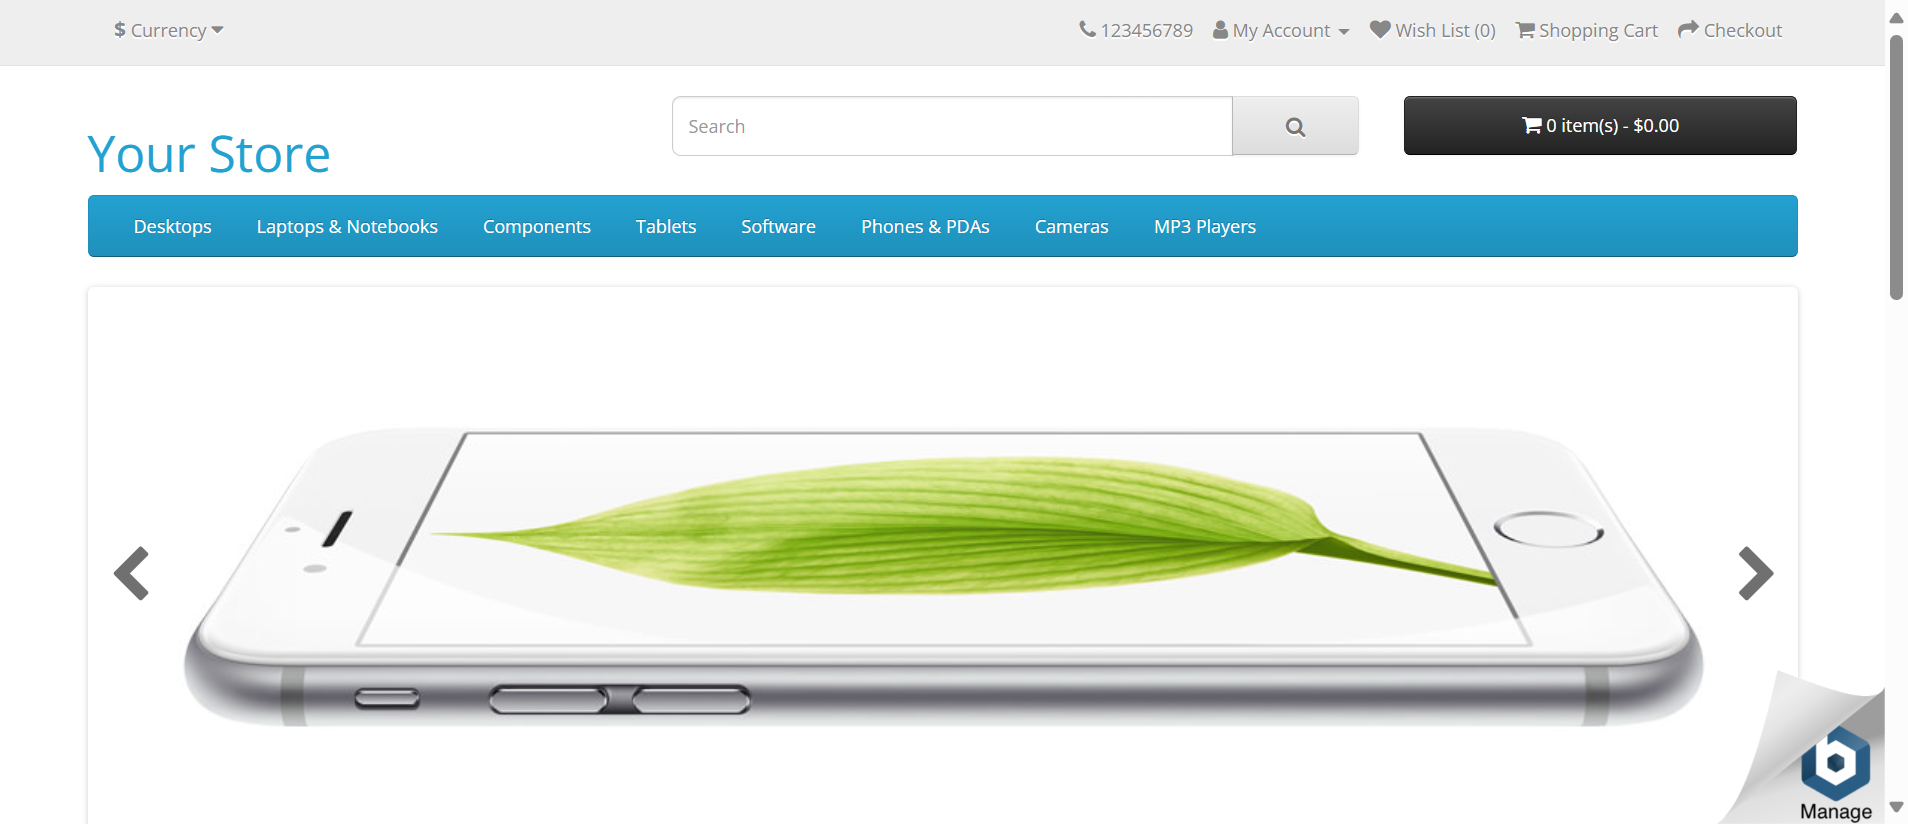 $ Currency
123456789 My Account Wish List (0) Shopping Cart Checkout
Your Store
Search
0 item(s) - $0.00
Desktops Laptops & Notebooks Components Tablets Software Phones & PDAs Cameras MP3 Players
b
Manage